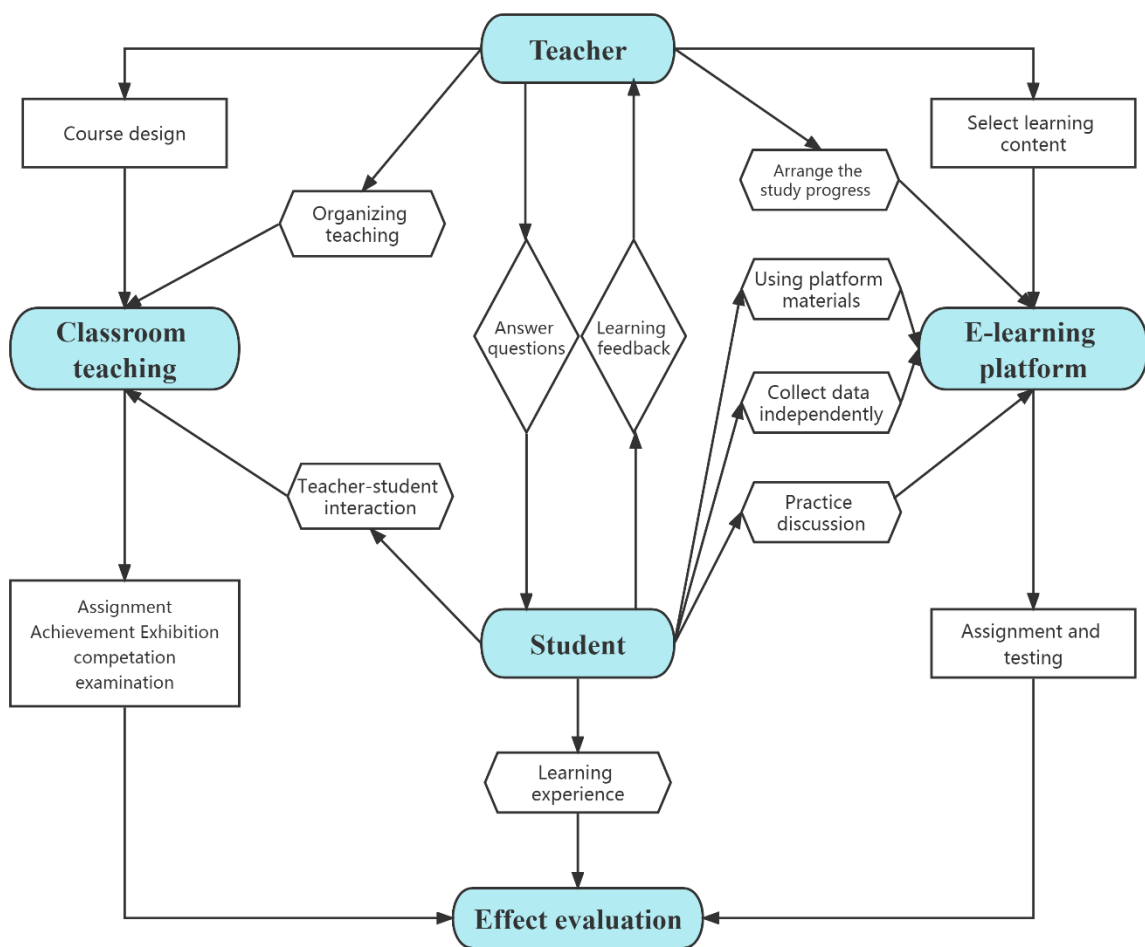 Teacher
Course design
Select learning
content
Arrange the
study progress
Organizing
teaching
Using platform
materials
Classroom
teaching
Answer
questions
Learning
feedback
E-learning
platform
Collect data
independently
Teacher-student
interaction
Practice
discussion
Assignment
Achievement Exhibition
competation
examination
Student
Assignment and
testing
Learning
experience
Effect evaluation